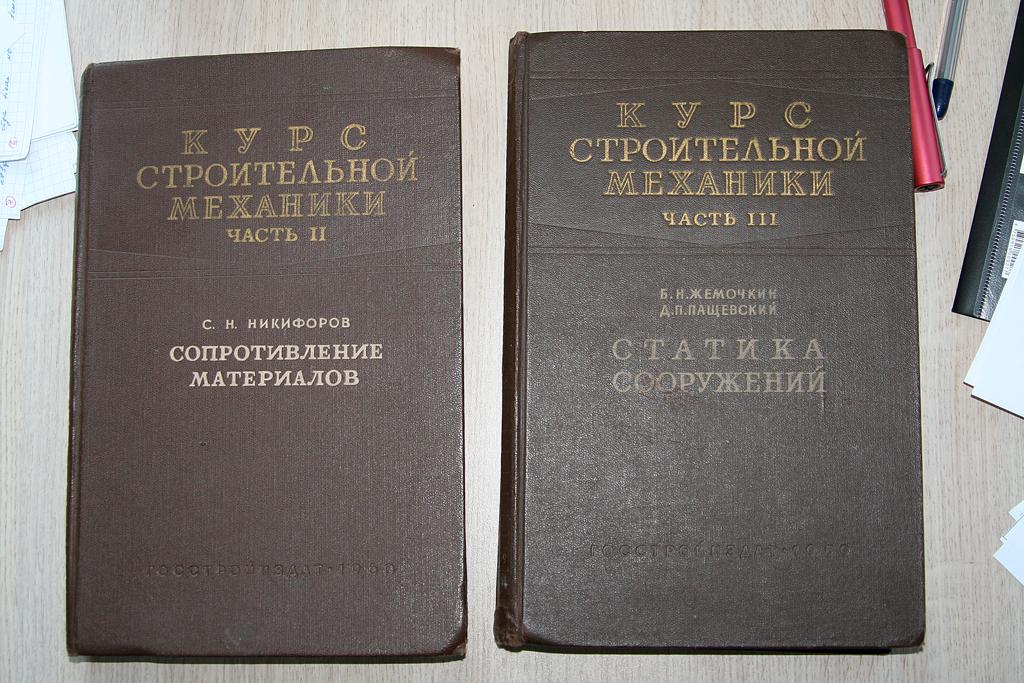 КУРС
СТРОИТЕЛЬНОЙ
МЕХАНИКИ
ЧАСТЬ II
С. Н. НИКИФОРОВ
СОПРОТИВЛЕНИЕ
МАТЕРИАЛОВ
ГОССТРОЙИЗДАТ·1960
КУРС
СТРОИТЕЛЬНОЙ
МЕХАНИКИ
ЧАСТЬ III
Б. Н. ЖЕМОЧКИН
Д. П. ПАЩЕВСКИЙ
СТАТИКА
СООРУЖЕНИЙ
ГОССТРОЙИЗДАТ